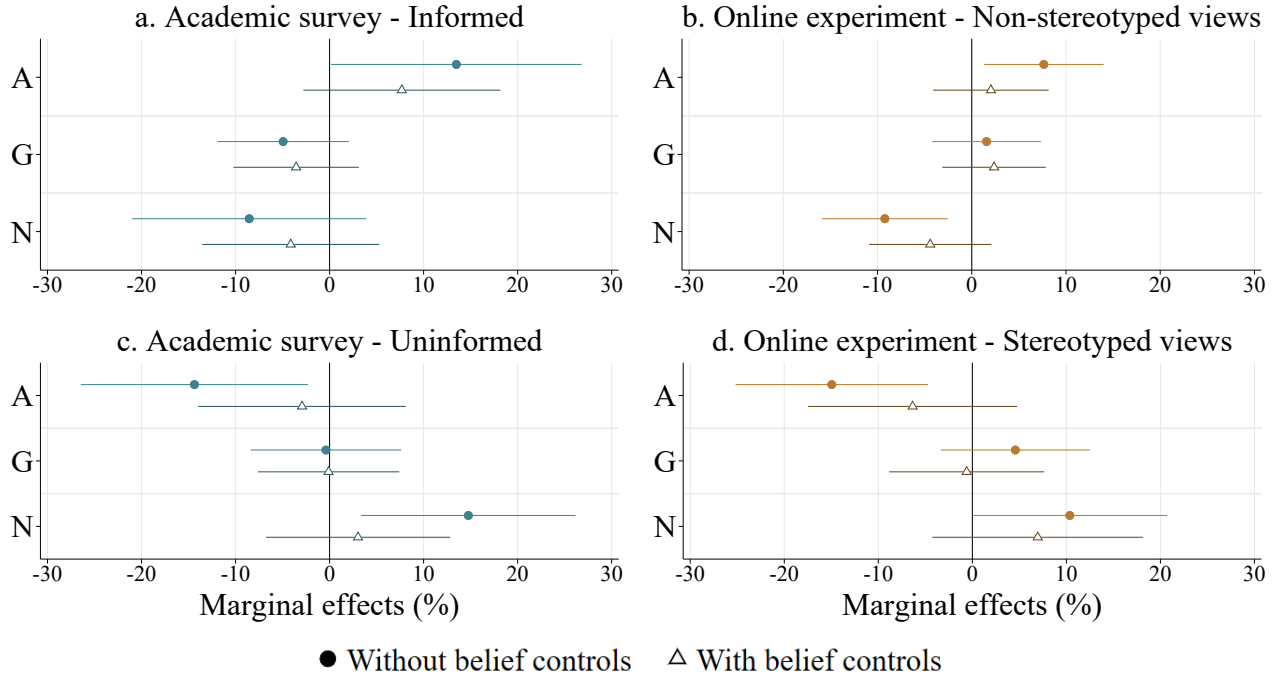 a. Academic survey - Informed
A
G
N
-30 -20 -10 0 10 20 30
b. Online experiment - Non-stereotyped views
A
G
N
-30 -20 -10 0 10 20 30
c. Academic survey - Uninformed
A
G
N
-30 -20 -10 0 10 20 30
Marginal effects (%)
d. Online experiment - Stereotyped views
A
G
N
-30 -20 -10 0 10 20 30
Marginal effects (%)
Without belief controls With belief controls